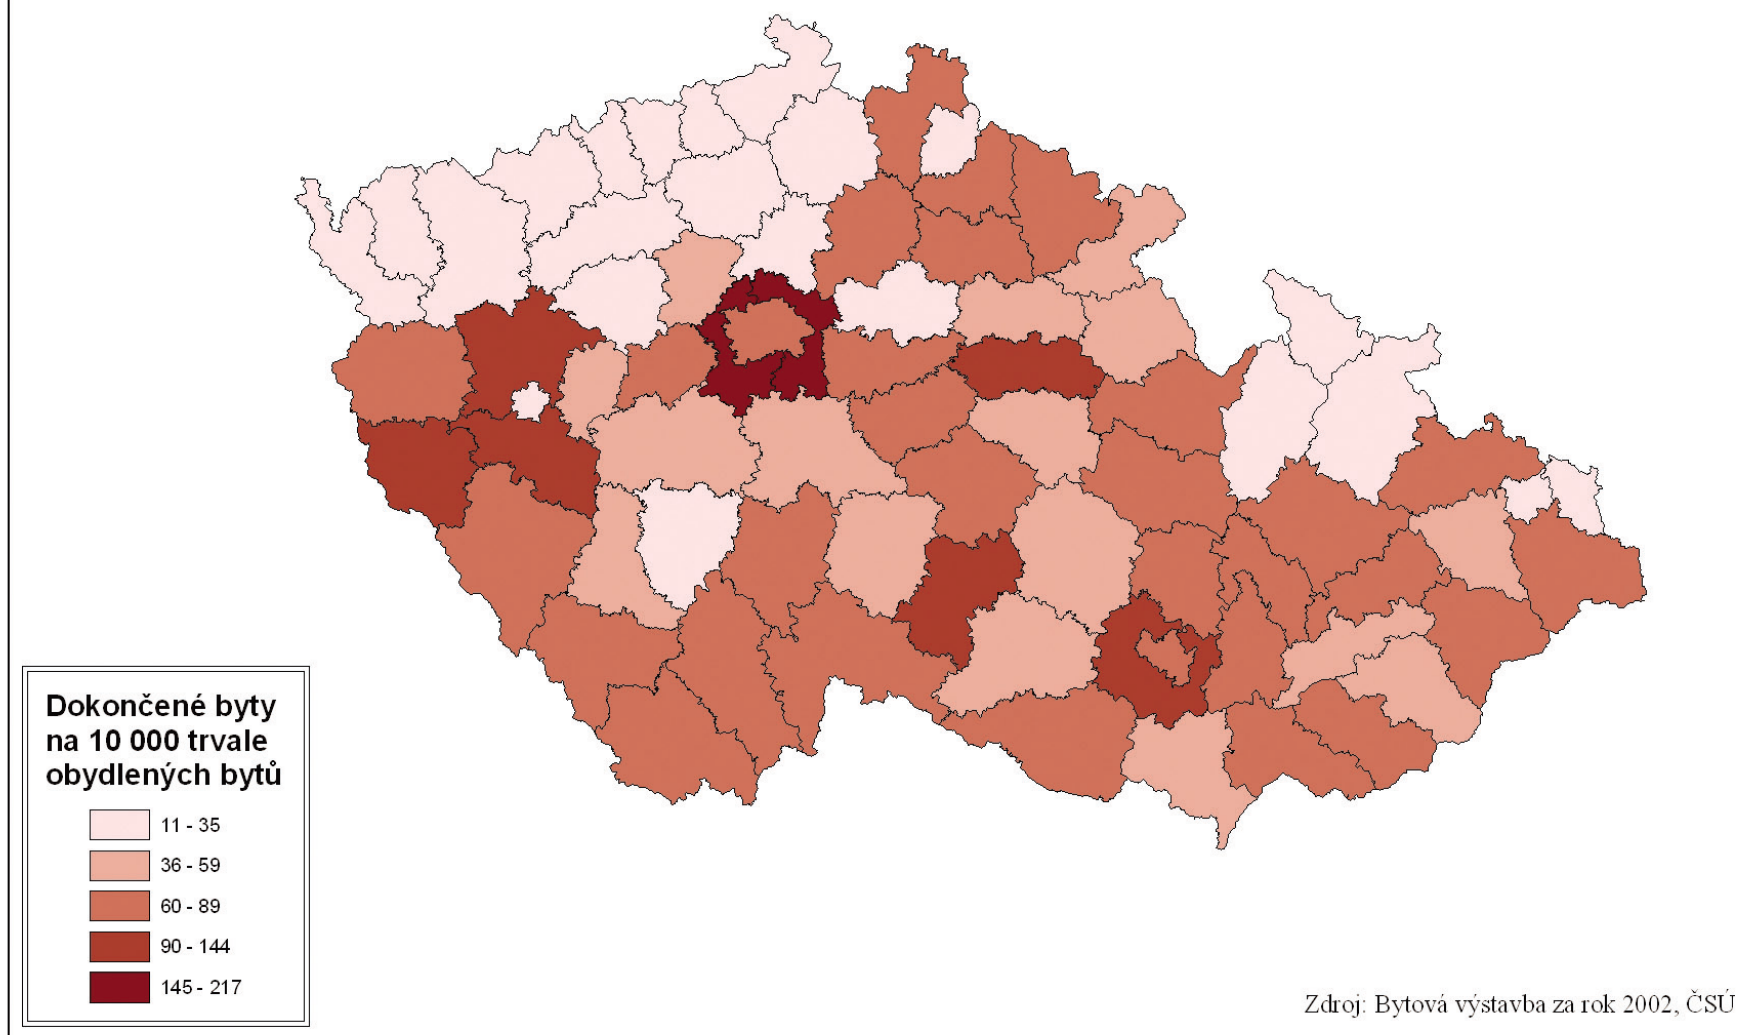 Dokončené byty
na 10 000 trvale
obydlených bytů
11 - 35
36 - 59
60 - 89
90 - 144
145 - 217
Zdroj: Bytová výstavba za rok 2002, ČSÚ